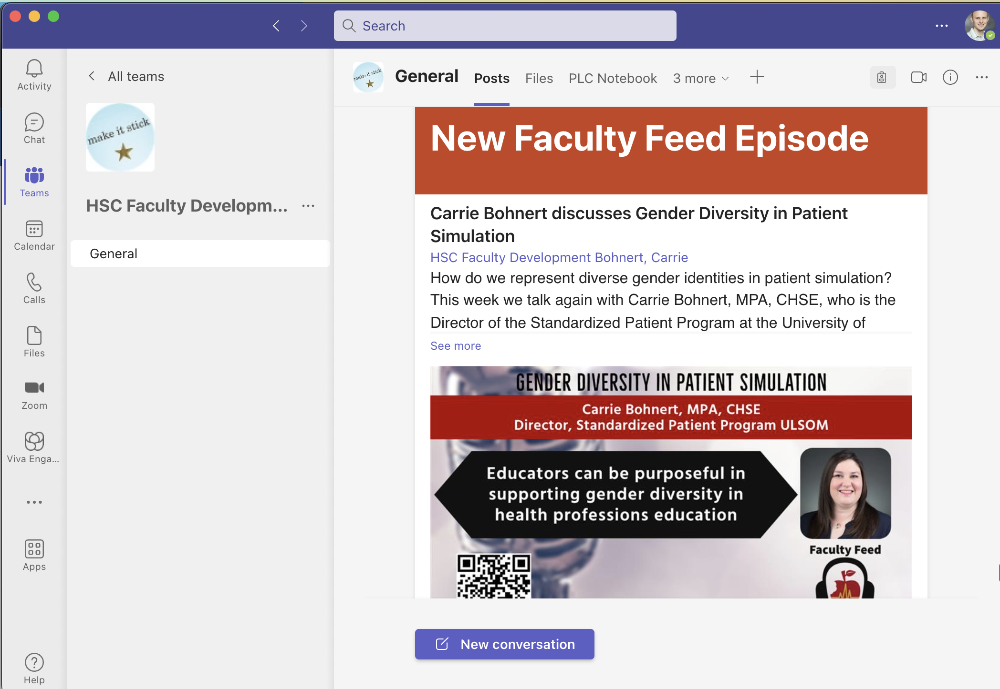 Search
Activity
Chat
Teams
Calendar
Calls
Files
Zoom
Viva Enga...
Apps
Help
All teams
make it stick
HSC Faculty Developm...
General
make it stick
General
Posts
Files
PLC Notebook
3 more
New Faculty Feed Episode
Carrie Bohnert discusses Gender Diversity in Patient
Simulation
HSC Faculty Development Bohnert, Carrie
How do we represent diverse gender identities in patient simulation?
This week we talk again with Carrie Bohnert, MPA, CHSE, who is the
Director of the Standardized Patient Program at the University of
See more
GENDER DIVERSITY IN PATIENT SIMULATION
Carrie Bohnert, MPA, CHSE
Director, Standardized Patient Program ULSOM
Educators can be purposeful in
supporting gender diversity in
health professions education
Faculty Feed
New conversation